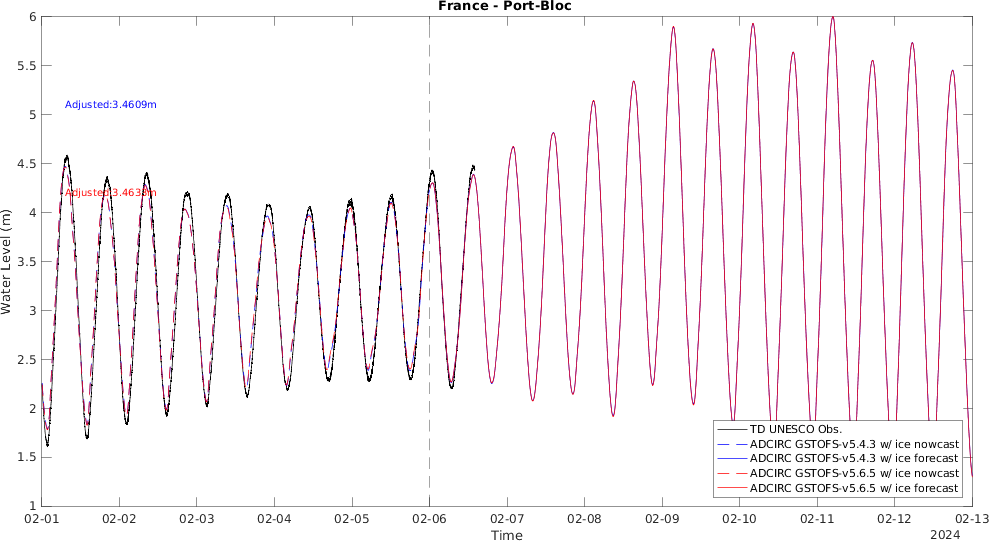 France - Port-Bloc
6
5.5
5
4.5
4
3.5
3
2.5
2
1.5
1
Water Level (m)
Adjusted:3.4609m
Adjusted:3.4638m
TD UNESCO Obs.
ADCIRC GSTOFS-v5.4.3 w/ ice nowcast
ADCIRC GSTOFS-v5.4.3 w/ ice forecast
ADCIRC GSTOFS-v5.6.5 w/ ice nowcast
ADCIRC GSTOFS-v5.6.5 w/ ice forecast
02-01 02-02 02-03 02-04 02-05 02-06 02-07 02-08 02-09 02-10 02-11 02-12 02-13
Time
2024